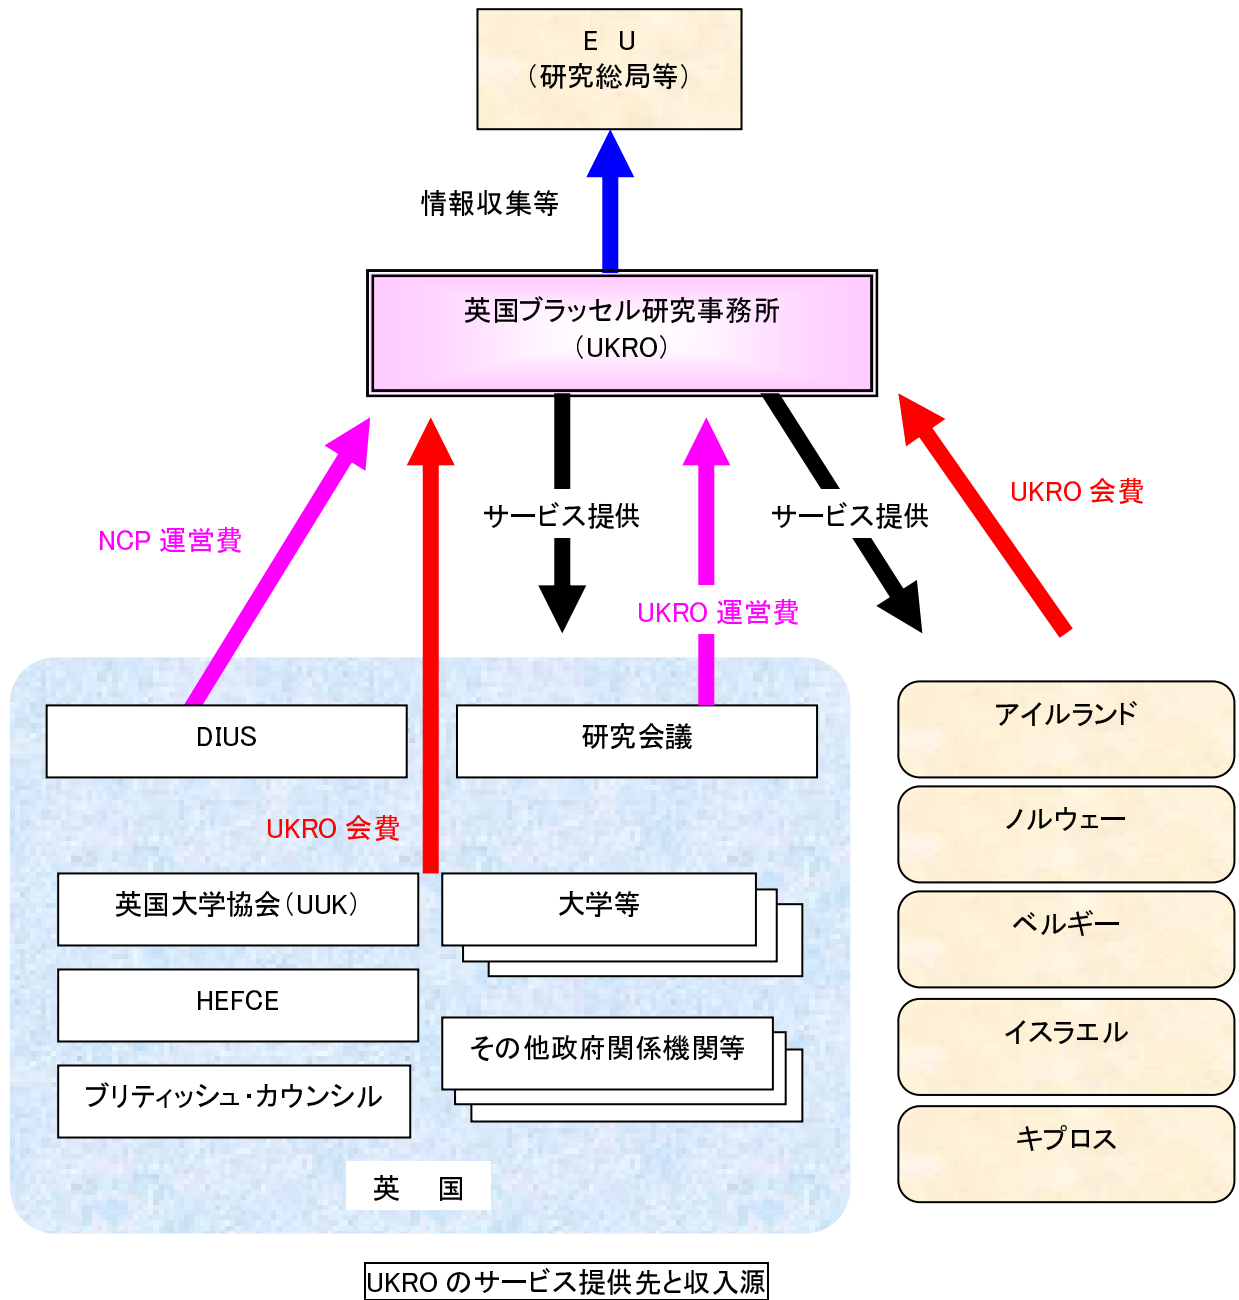 Ｅ　Ｕ
（研究総局等）
情報収集等
英国ブラッセル研究事務所
（UKRO）
サービス提供
サービス提供
UKRO 会費
NCP 運営費
UKRO 運営費
DIUS
研究会議
UKRO 会費
英国大学協会（UUK）
大学等
HEFCE
その他政府関係機関等
ブリティッシュ・カウンシル
英　国
アイルランド
ノルウェー
ベルギー
イスラエル
キプロス
UKRO のサービス提供先と収入源